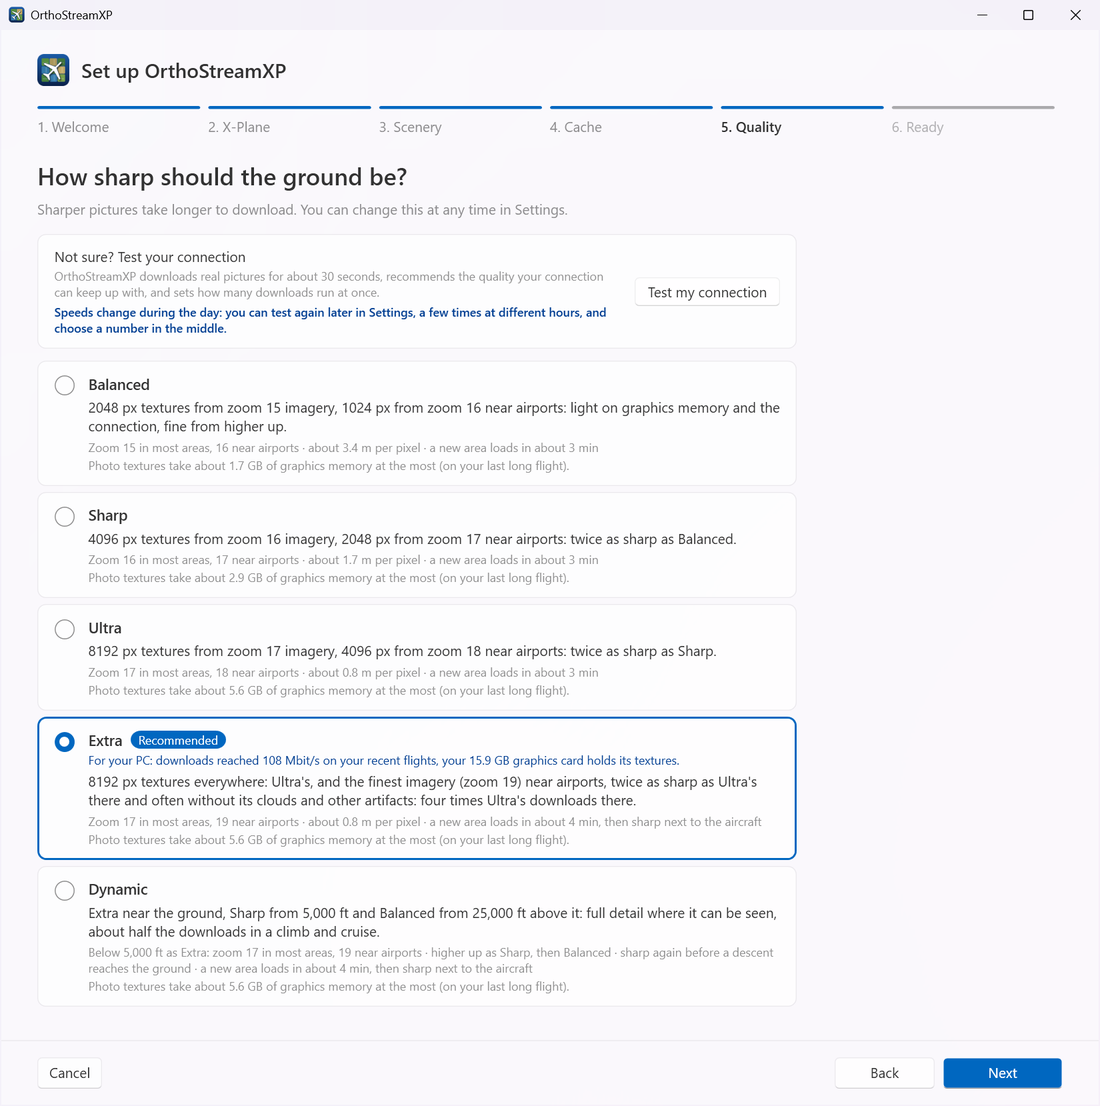 OrthoStreamXP
Set up OrthoStreamXP
1. Welcome
2. X-Plane
3. Scenery
4. Cache
5. Quality
6. Ready
How sharp should the ground be?
Sharper pictures take longer to download. You can change this at any time in Settings.
Not sure? Test your connection
OrthoStreamXP downloads real pictures for about 30 seconds, recommends the quality your connection
can keep up with, and sets how many downloads run at once.
Speeds change during the day: you can test again later in Settings, a few times at different hours, and
choose a number in the middle.
Test my connection
Balanced
2048 px textures from zoom 15 imagery, 1024 px from zoom 16 near airports: light on graphics memory and the
connection, fine from higher up.
Zoom 15 in most areas, 16 near airports · about 3.4 m per pixel · a new area loads in about 3 min
Photo textures take about 1.7 GB of graphics memory at the most (on your last long flight).
Sharp
4096 px textures from zoom 16 imagery, 2048 px from zoom 17 near airports: twice as sharp as Balanced.
Zoom 16 in most areas, 17 near airports · about 1.7 m per pixel · a new area loads in about 3 min
Photo textures take about 2.9 GB of graphics memory at the most (on your last long flight).
Ultra
8192 px textures from zoom 17 imagery, 4096 px from zoom 18 near airports: twice as sharp as Sharp.
Zoom 17 in most areas, 18 near airports · about 0.8 m per pixel · a new area loads in about 3 min
Photo textures take about 5.6 GB of graphics memory at the most (on your last long flight).
Extra Recommended
For your PC: downloads reached 108 Mbit/s on your recent flights, your 15.9 GB graphics card holds its textures.
8192 px textures everywhere: Ultra's, and the finest imagery (zoom 19) near airports, twice as sharp as Ultra's
there and often without its clouds and other artifacts: four times Ultra's downloads there.
Zoom 17 in most areas, 19 near airports · about 0.8 m per pixel · a new area loads in about 4 min, then sharp next to the aircraft
Photo textures take about 5.6 GB of graphics memory at the most (on your last long flight).
Dynamic
Extra near the ground, Sharp from 5,000 ft and Balanced from 25,000 ft above it: full detail where it can be seen,
about half the downloads in a climb and cruise.
Below 5,000 ft as Extra: zoom 17 in most areas, 19 near airports · higher up as Sharp, then Balanced · sharp again before a descent
reaches the ground · a new area loads in about 4 min, then sharp next to the aircraft
Photo textures take about 5.6 GB of graphics memory at the most (on your last long flight).
Cancel
Back
Next